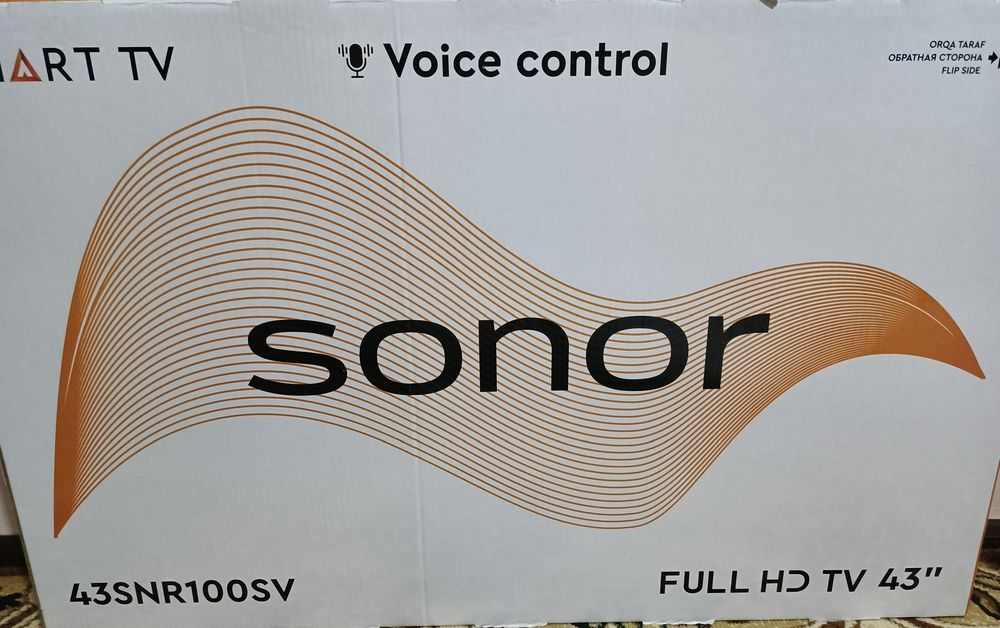 ART TV
Voice control
ORQA TARAF
ОБРАТНАЯ СТОРОНА
FLIP SIDE
sonor
43SNR100SV
FULL HD TV 43"